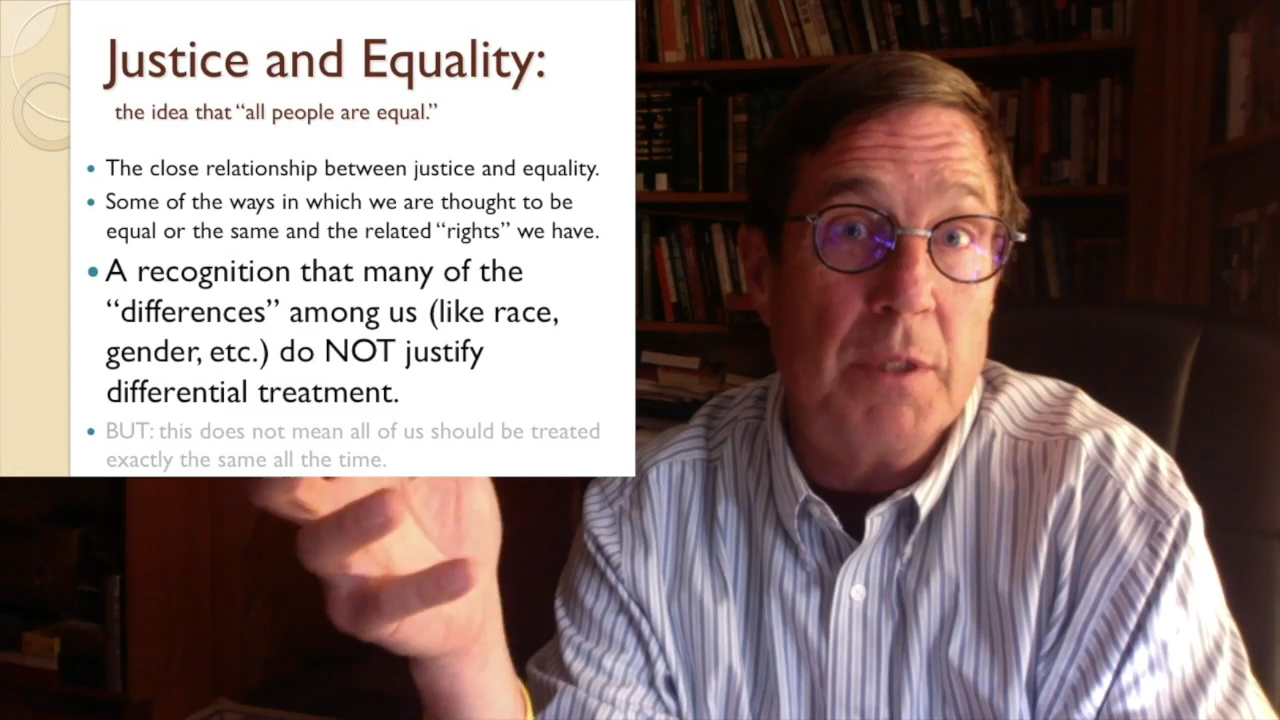 Justice and Equality:
the idea that “all people are equal.”
• The close relationship between justice and equality.
• Some of the ways in which we are thought to be
equal or the same and the related “rights” we have.
• A recognition that many of the
“differences” among us (like race,
gender, etc.) do NOT justify
differential treatment.
• BUT: this does not mean all of us should be treated
exactly the same all the time.